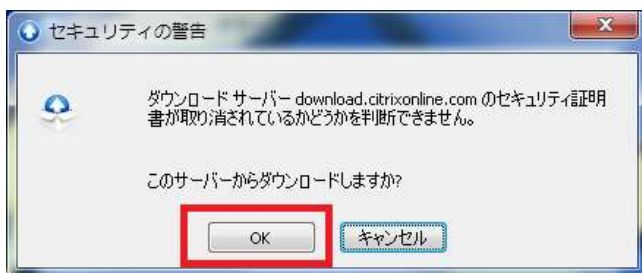 セキュリティの警告
ダウンロード サーバー download.citrixonline.com のセキュリティ証明
書が取り消されているかどうかを判断できません。
このサーバーからダウンロードしますか?
OK キャンセル